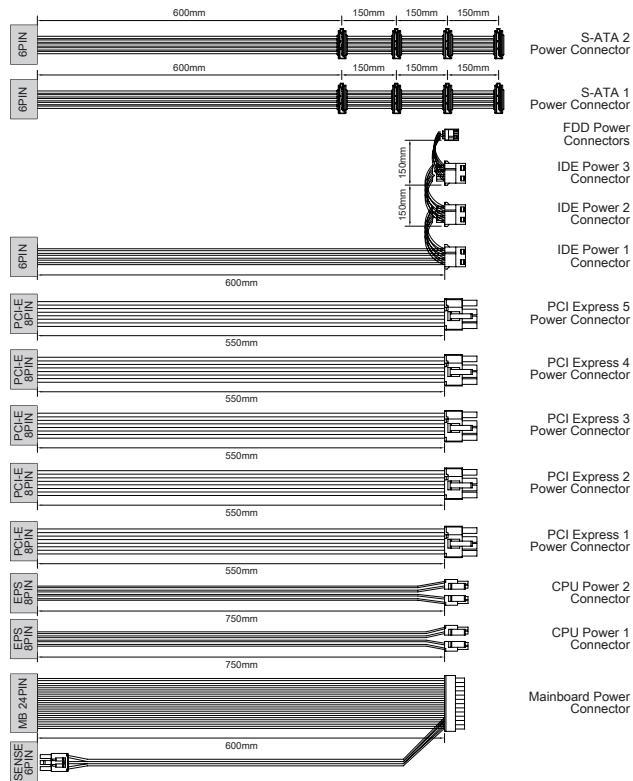 600mm
150mm
150mm
150mm
6PIN
S-ATA 2
Power Connector
600mm
150mm
150mm
150mm
6PIN
S-ATA 1
Power Connector
FDD Power
Connectors
150mm
IDE Power 3
Connector
150mm
IDE Power 2
Connector
6PIN
IDE Power 1
Connector
600mm
PCI-E
8PIN
PCI Express 5
Power Connector
550mm
PCI-E
8PIN
PCI Express 4
Power Connector
550mm
PCI-E
8PIN
PCI Express 3
Power Connector
550mm
PCI-E
8PIN
PCI Express 2
Power Connector
550mm
PCI-E
8PIN
PCI Express 1
Power Connector
550mm
EPS
8PIN
CPU Power 2
Connector
750mm
EPS
8PIN
CPU Power 1
Connector
750mm
MB 24PIN
Mainboard Power
Connector
600mm
SENSE
6PIN